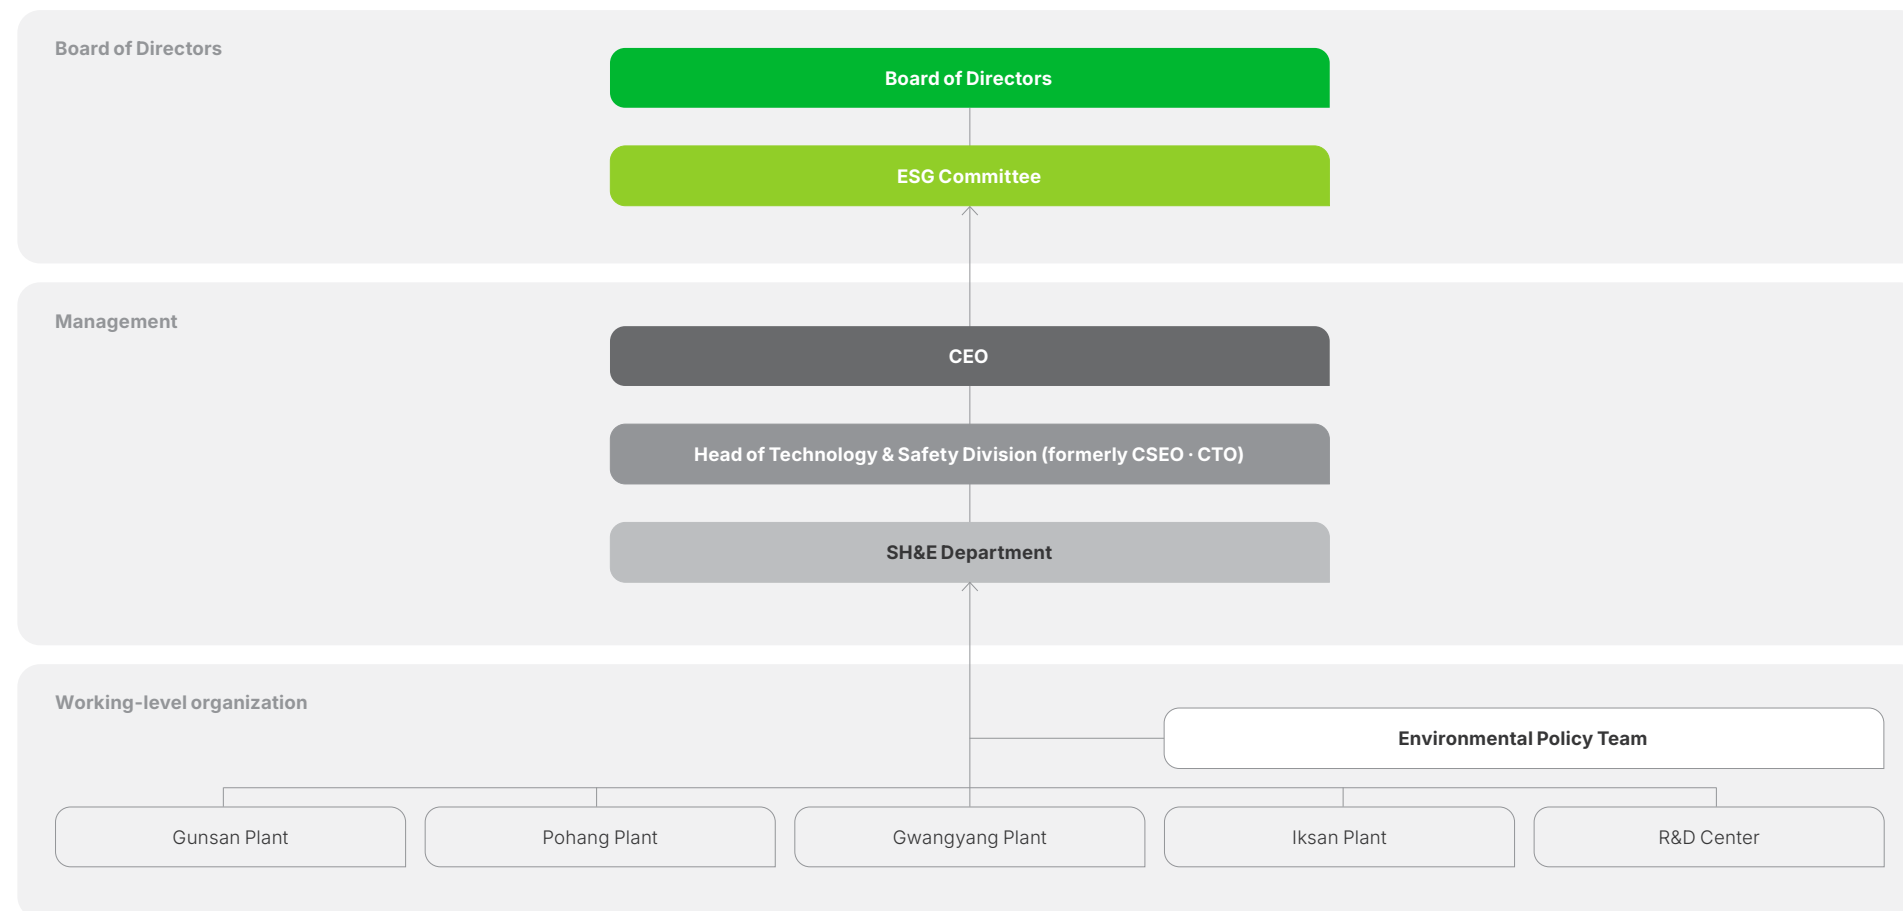 Board of Directors
Board of Directors
ESG Committee
Management
CEO
Head of Technology & Safety Division (formerly CSEO · CTO)
SH&E Department
Working-level organization
Environmental Policy Team
Gunsan Plant
Pohang Plant
Gwangyang Plant
Iksan Plant
R&D Center